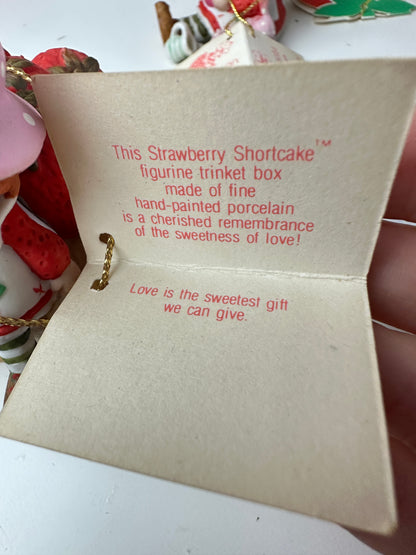 This Strawberry Shortcake™
figurine trinket box
made of fine
hand-painted porcelain
is a cherished remembrance
of the sweetness of love!
Love is the sweetest gift
we can give.